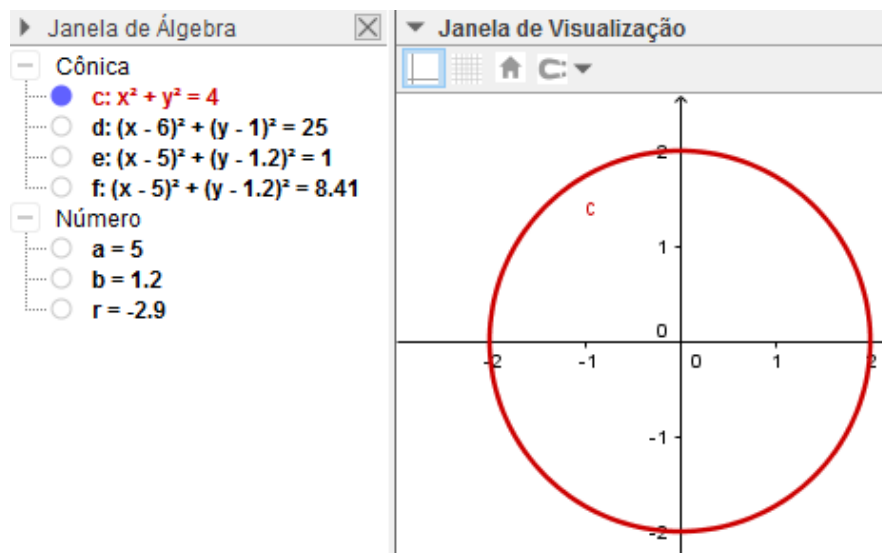 Janela de Álgebra
Cônica
c: x² + y² = 4
d: (x - 6)² + (y - 1)² = 25
e: (x - 5)² + (y - 1.2)² = 1
f: (x - 5)² + (y - 1.2)² = 8.41
Número
a = 5
b = 1.2
r = -2.9
Janela de Visualização
2
c
1
0
-2 -1 0 1 2
-1
-2